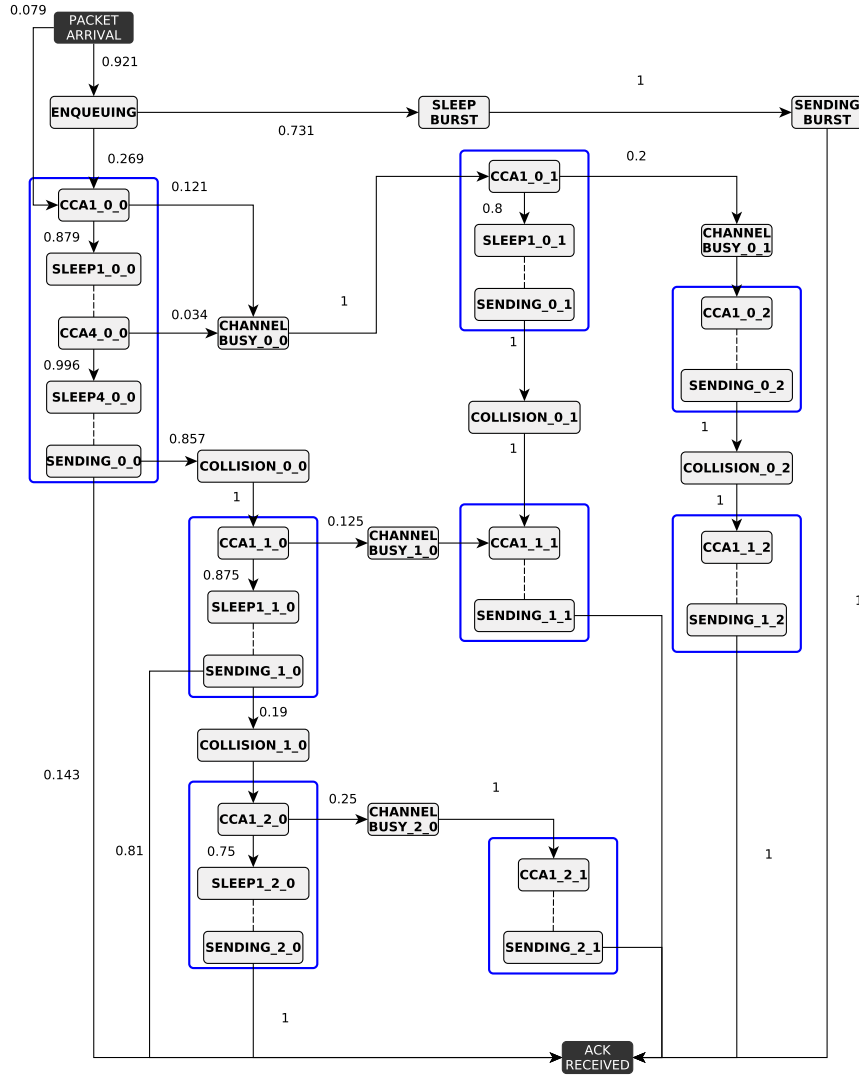 0.079
PACKET
ARRIVAL
0.921
1
ENQUEUING
SLEEP
BURST
SENDING
BURST
0.731
0.269
0.2
0.121
CCA1_0_1
CCA1_0_0
0.8
0.879
SLEEP1_0_1
CHANNEL
BUSY_0_1
SLEEP1_0_0
1
SENDING_0_1
CCA1_0_2
0.034
CCA4_0_0
CHANNEL
BUSY_0_0
1
0.996
SLEEP4_0_0
SENDING_0_2
COLLISION_0_1
1
0.857
1
SENDING_0_0
COLLISION_0_0
COLLISION_0_2
1
1
0.125
CCA1_1_0
CHANNEL
BUSY_1_0
CCA1_1_1
CCA1_1_2
0.875
SLEEP1_1_0
1
SENDING_1_1
SENDING_1_2
SENDING_1_0
0.19
COLLISION_1_0
0.143
1
0.25
CCA1_2_0
CHANNEL
BUSY_2_0
0.81
0.75
1
SLEEP1_2_0
CCA1_2_1
SENDING_2_0
SENDING_2_1
1
ACK
RECEIVED